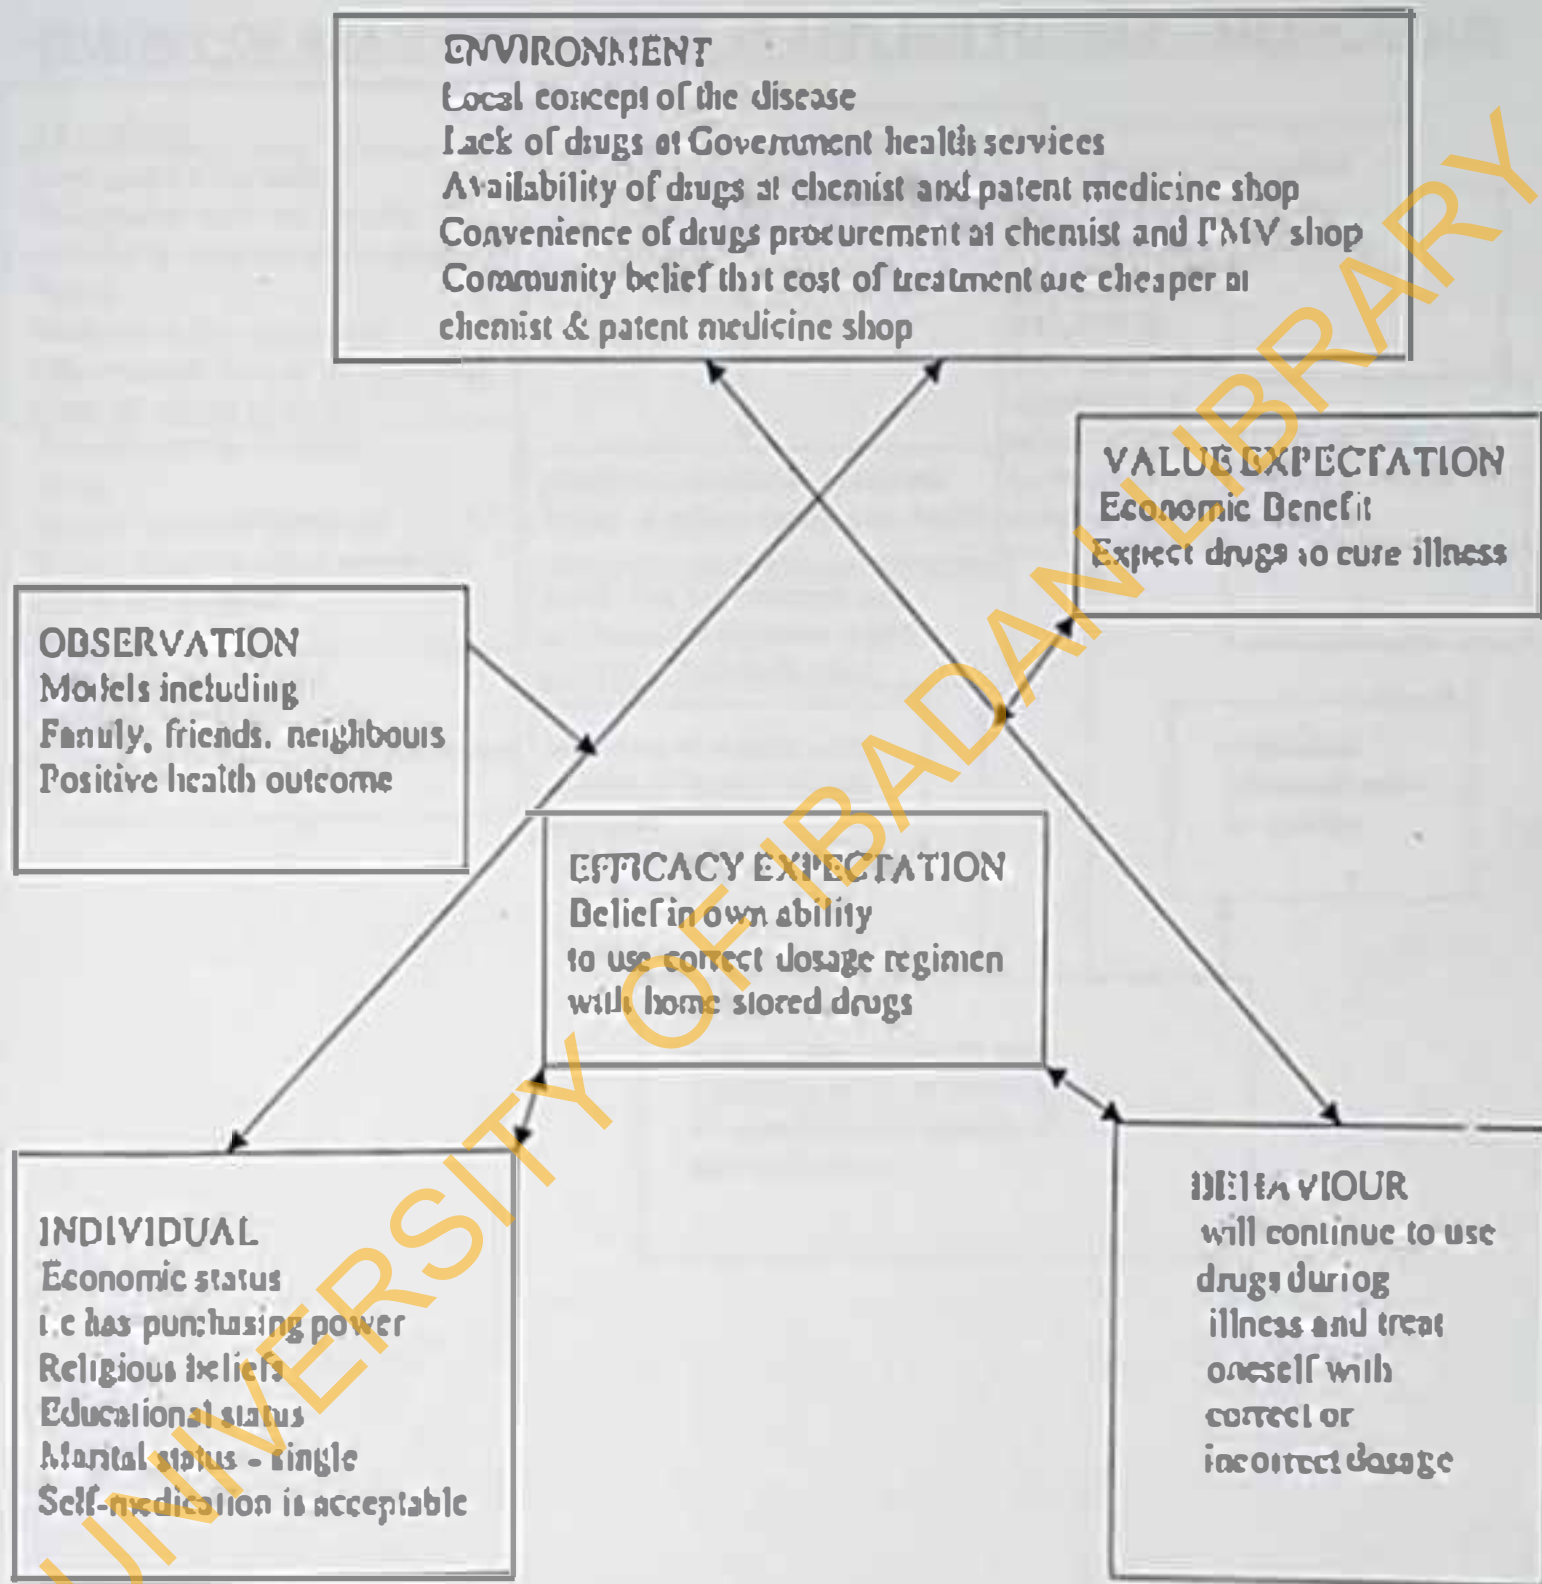 ENVIRONMENT
Local concept of the disease
Lack of drugs at Government health services
Availability of drugs at chemist and patent medicine shop
Convenience of drugs procurement at chemist and PMV shop
Community belief that cost of treatment are cheaper at
chemist & patent medicine shop
VALUE EXPECTATION
Economic Benefit
Expect drugs to cure illness
OBSERVATION
Models including
Family, friends, neighbours
Positive health outcome
EFFICACY EXPECTATION
Belief in own ability
to use correct dosage regimen
with home stored drugs
INDIVIDUAL
Economic status
i.e has purchasing power
Religious beliefs
Educational status
Marital status - single
Self-medication is acceptable
BEHAVIOUR
will continue to use
drugs during
illness and treat
oneself with
correct or
incorrect dosage
UNIVERSITY OF IBADAN LIBRARY